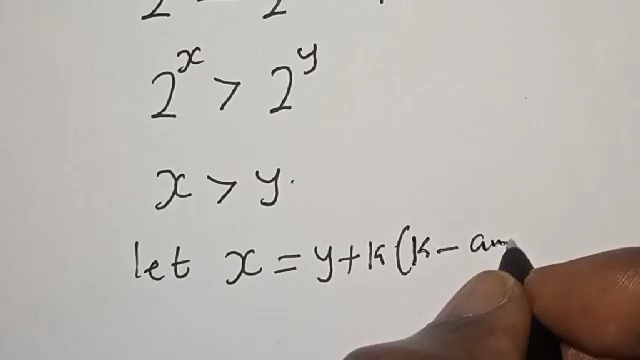 2^x > 2^y
x > y.
let x = y + k (k -